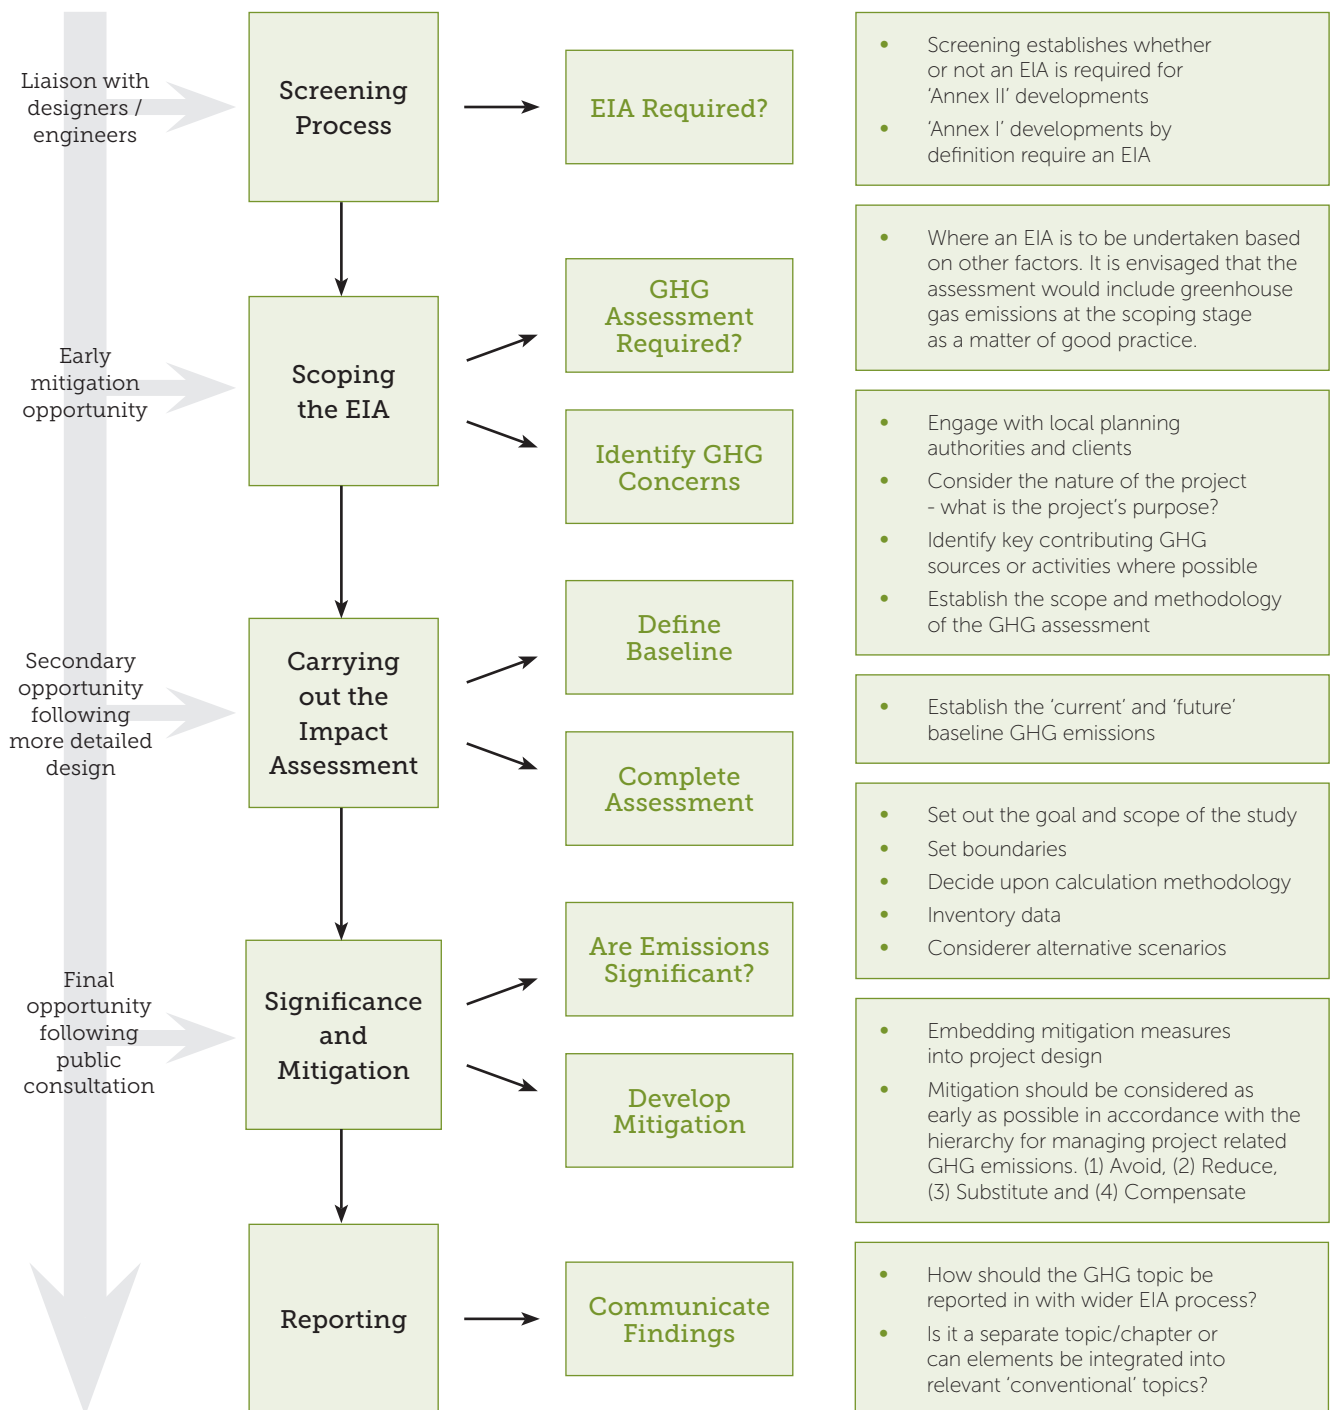 Liaison with
designers /
engineers
Screening
Process
EIA Required?
• Screening establishes whether
or not an EIA is required for
‘Annex II’ developments
• ‘Annex I’ developments by
definition require an EIA
Early
mitigation
opportunity
Scoping
the EIA
GHG
Assessment
Required?
• Where an EIA is to be undertaken based
on other factors. It is envisaged that the
assessment would include greenhouse
gas emissions at the scoping stage
as a matter of good practice.
Identify GHG
Concerns
• Engage with local planning
authorities and clients
• Consider the nature of the project
- what is the project’s purpose?
• Identify key contributing GHG
sources or activities where possible
• Establish the scope and methodology
of the GHG assessment
Secondary
opportunity
following
more detailed
design
Carrying
out the
Impact
Assessment
Define
Baseline
• Establish the ‘current’ and ‘future’
baseline GHG emissions
Complete
Assessment
• Set out the goal and scope of the study
• Set boundaries
• Decide upon calculation methodology
• Inventory data
• Considerer alternative scenarios
Final
opportunity
following
public
consultation
Significance
and
Mitigation
Are Emissions
Significant?
Develop
Mitigation
• Embedding mitigation measures
into project design
• Mitigation should be considered as
early as possible in accordance with the
hierarchy for managing project related
GHG emissions. (1) Avoid, (2) Reduce,
(3) Substitute and (4) Compensate
Reporting
Communicate
Findings
• How should the GHG topic be
reported in with wider EIA process?
• Is it a separate topic/chapter or
can elements be integrated into
relevant ‘conventional’ topics?